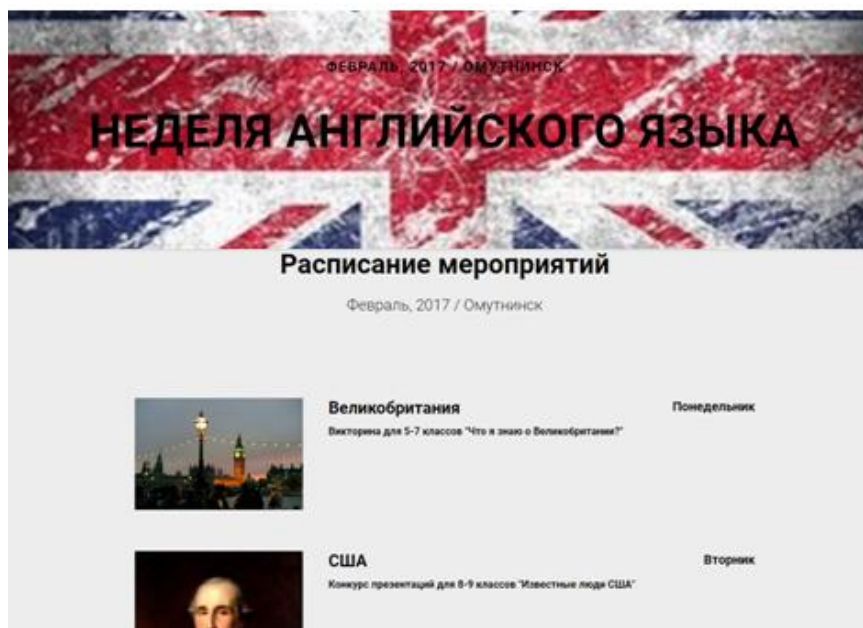 ФЕВРАЛЬ, 2017 / ОМУТНИНСК
НЕДЕЛЯ АНГЛИЙСКОГО ЯЗЫКА
Расписание мероприятий
Февраль, 2017 / Омутнинск
Великобритания
Понедельник
Викторина для 5-7 классов "Что я знаю о Великобритании?"
США
Вторник
Конкурс презентаций для 8-9 классов "Известные люди США"